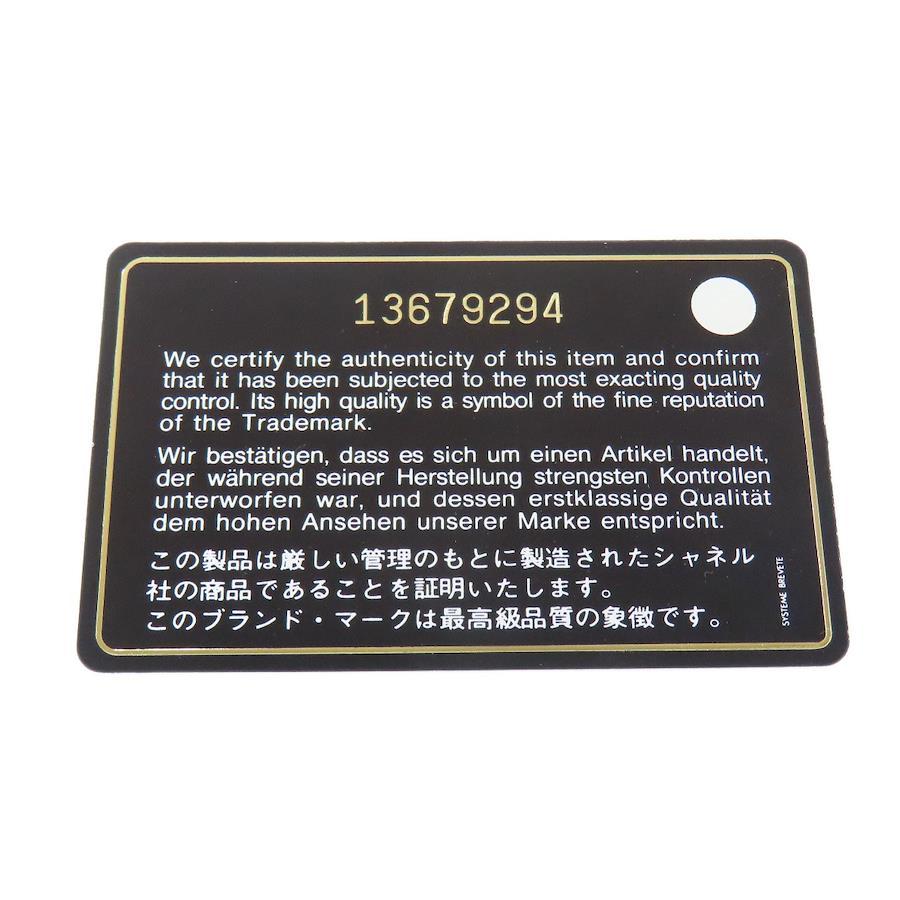 13679294
We certify the authenticity of this item and confirm
that it has been subjected to the most exacting quality
control. Its high quality is a symbol of the fine reputation
of the Trademark.
Wir bestätigen, dass es sich um einen Artikel handelt,
der während seiner Herstellung strengsten Kontrollen
unterworfen war, und dessen erstklassige Qualität
dem hohen Ansehen unserer Marke entspricht.
この製品は厳しい管理のもとに製造されたシャネル
社の商品であることを証明いたします。
このブランド・マークは最高級品質の象徴です。
SYSTEME BREVETE